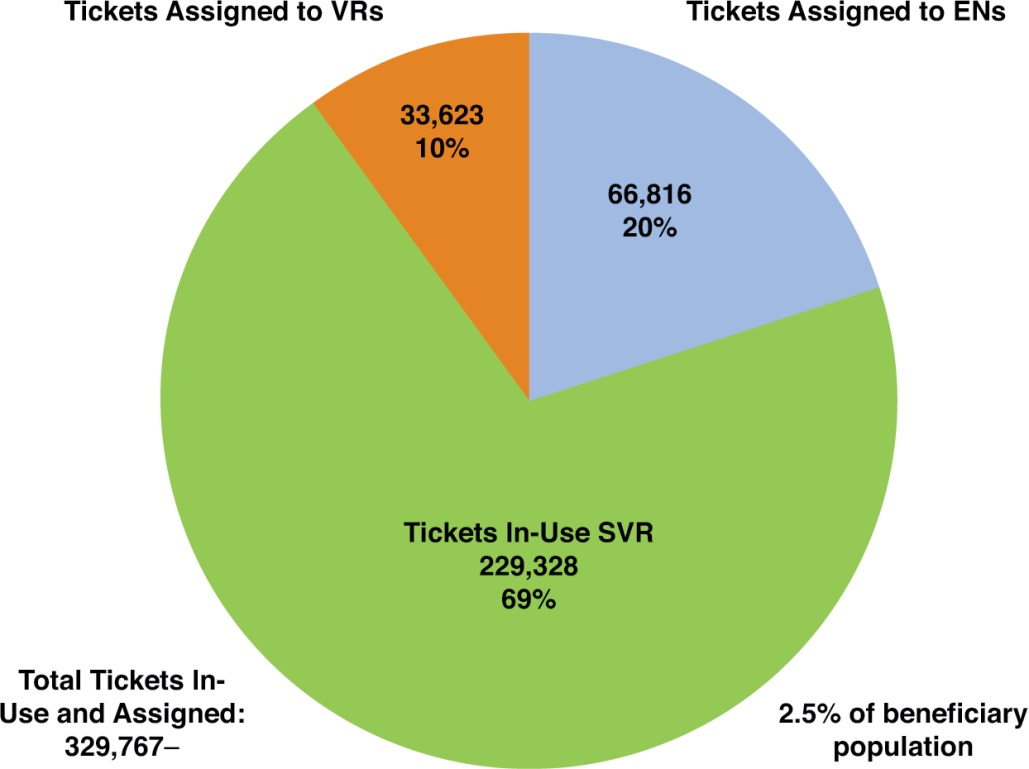 Tickets Assigned to VRs
Tickets Assigned to ENs
33,623
10%
66,816
20%
Tickets In-Use SVR
229,328
69%
Total Tickets In-
Use and Assigned:
329,767–
2.5% of beneficiary
population